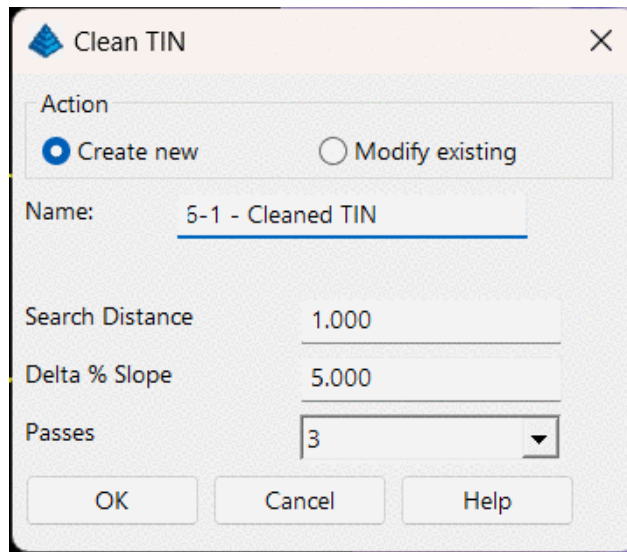 Clean TIN
Action
Create new Modify existing
Name: 6-1 - Cleaned TIN
Search Distance 1.000
Delta % Slope 5.000
Passes 3
OK Cancel Help